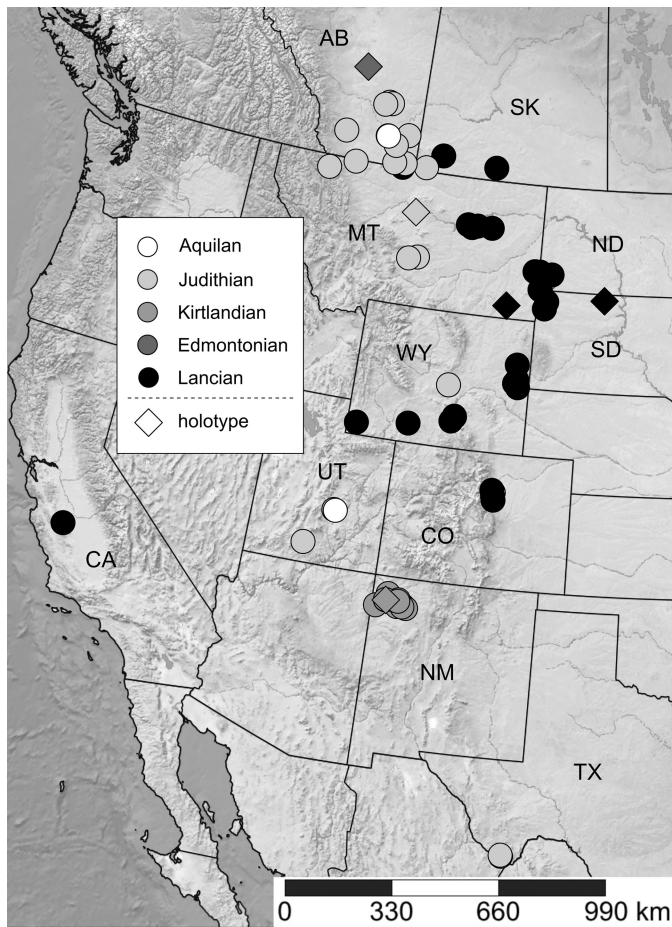 AB
SK
MT
ND
Aquilan
Judithian
Kirtlandian
Edmontonian
Lancian
holotype
WY
SD
UT
CO
CA
NM
TX
0 330 660 990 km